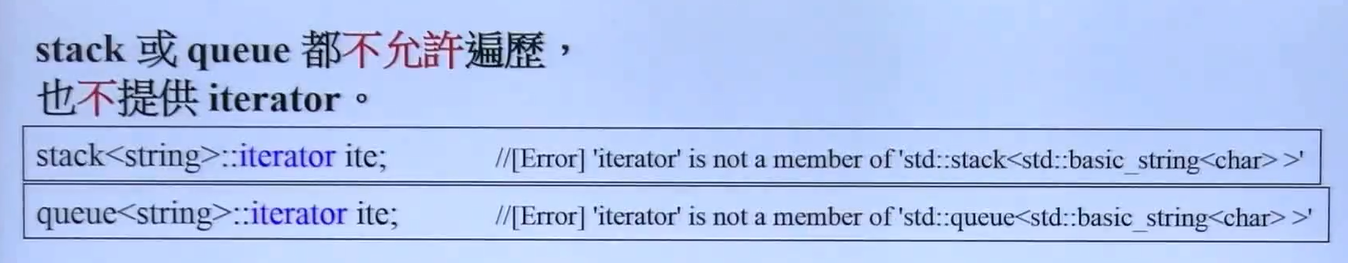 stack 或 queue 都不允許遍歷，
也不提供 iterator。
stack<string>::iterator ite; //[Error] 'iterator' is not a member of 'std::stack<std::basic_string<char> >'
queue<string>::iterator ite; //[Error] 'iterator' is not a member of 'std::queue<std::basic_string<char> >'